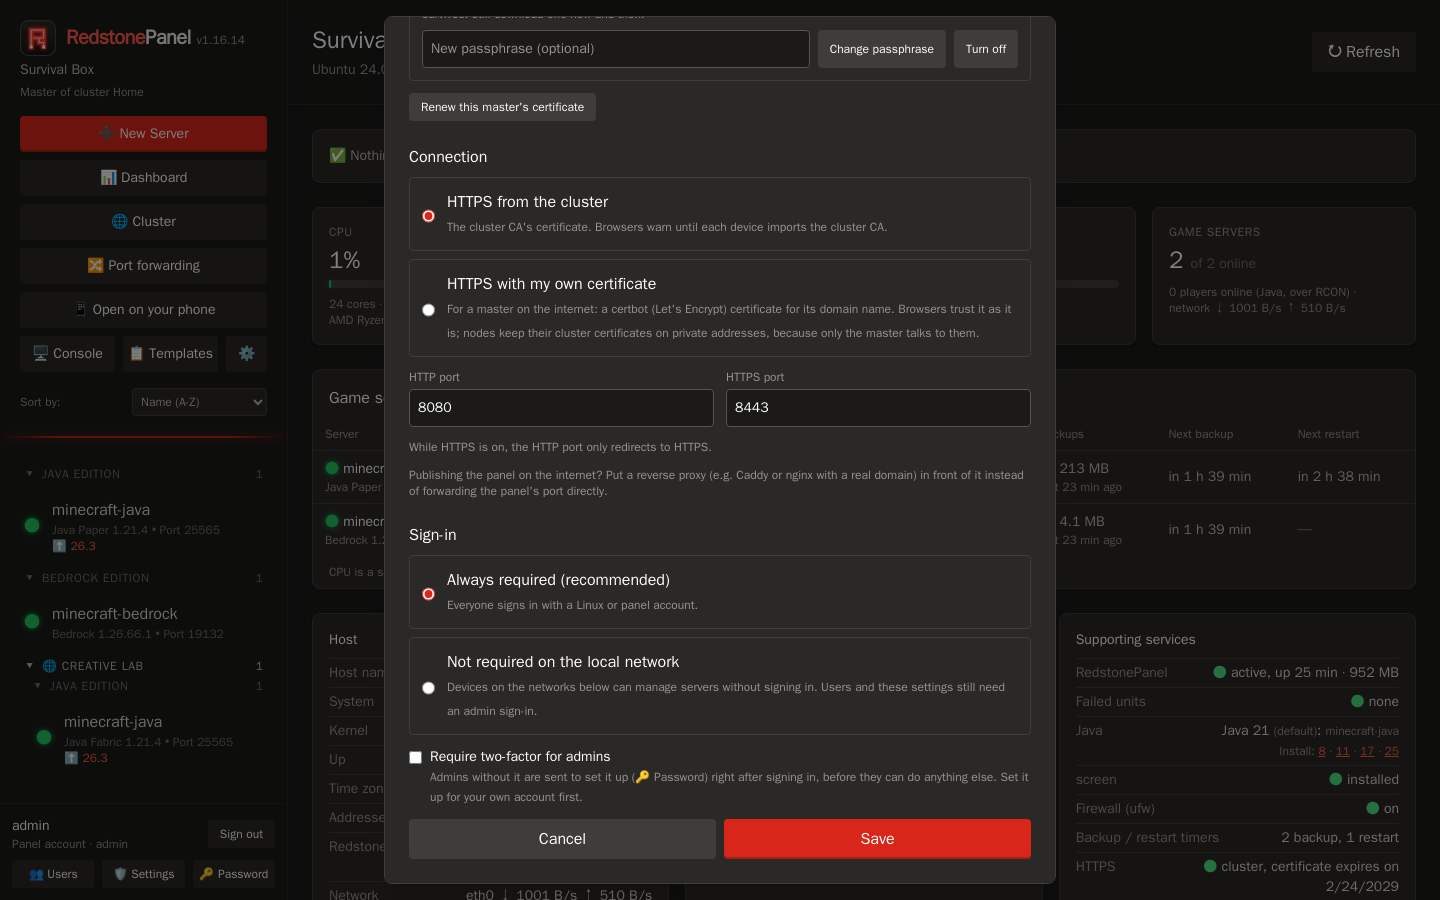 RedstonePanel v1.16.14
Survival Box
Master of cluster Home
New Server
Dashboard
Cluster
Port forwarding
Open on your phone
Console
Templates
Sort by:
Name (A-Z)
JAVA EDITION 1
minecraft-java
Java Paper 1.21.4 • Port 25565
26.3
BEDROCK EDITION 1
minecraft-bedrock
Bedrock 1.26.66.1 • Port 19132
CREATIVE LAB 1
JAVA EDITION 1
minecraft-java
Java Fabric 1.21.4 • Port 25565
26.3
admin
Panel account · admin
Sign out
Users
Settings
Password
Refresh
New passphrase (optional)
Change passphrase
Turn off
Renew this master's certificate
Connection
HTTPS from the cluster
The cluster CA's certificate. Browsers warn until each device imports the cluster CA.
HTTPS with my own certificate
For a master on the internet: a certbot (Let's Encrypt) certificate for its domain name. Browsers trust it as it
is; nodes keep their cluster certificates on private addresses, because only the master talks to them.
HTTP port
HTTPS port
8080
8443
While HTTPS is on, the HTTP port only redirects to HTTPS.
Publishing the panel on the internet? Put a reverse proxy (e.g. Caddy or nginx with a real domain) in front of it instead
of forwarding the panel's port directly.
Sign-in
Always required (recommended)
Everyone signs in with a Linux or panel account.
Not required on the local network
Devices on the networks below can manage servers without signing in. Users and these settings still need
an admin sign-in.
Require two-factor for admins
Admins without it are sent to set it up (🔑 Password) right after signing in, before they can do anything else. Set it
up for your own account first.
Cancel
Save
CPU
1%
24 cores ·
GAME SERVERS
2 of 2 online
0 players online (Java, over RCON) ·
network ↓ 1001 B/s ↑ 510 B/s
Server
Next backup
Next restart
Java Paper
213 MB
23 min ago
in 1 h 39 min
in 2 h 38 min
4.1 MB
23 min ago
in 1 h 39 min
—
Host
System
Kernel
Up
Network
eth0 ↓ 1001 B/s ↑ 510 B/s
Supporting services
RedstonePanel
active, up 25 min · 952 MB
Failed units
none
Java
Java 21 (default): minecraft-java
Install: 8 · 11 · 17 · 25
screen
installed
Firewall (ufw)
on
Backup / restart timers
2 backup, 1 restart
HTTPS
cluster, certificate expires on
2/24/2029